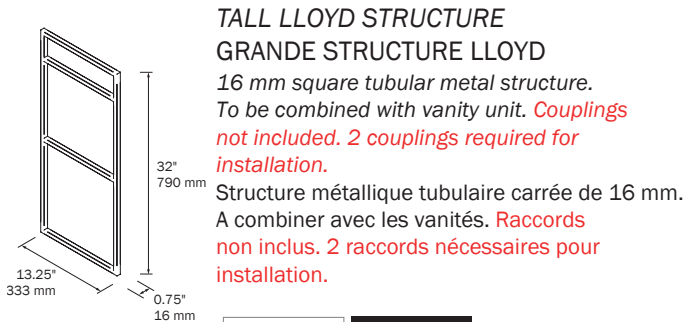 TALL LLOYD STRUCTURE
GRANDE STRUCTURE LLOYD
16 mm square tubular metal structure.
To be combined with vanity unit. Couplings
not included. 2 couplings required for
installation.
Structure métallique tubulaire carrée de 16 mm.
A combiner avec les vanités. Raccords
non inclus. 2 raccords nécessaires pour
installation.
32"
790 mm
13.25"
333 mm
0.75"
16 mm